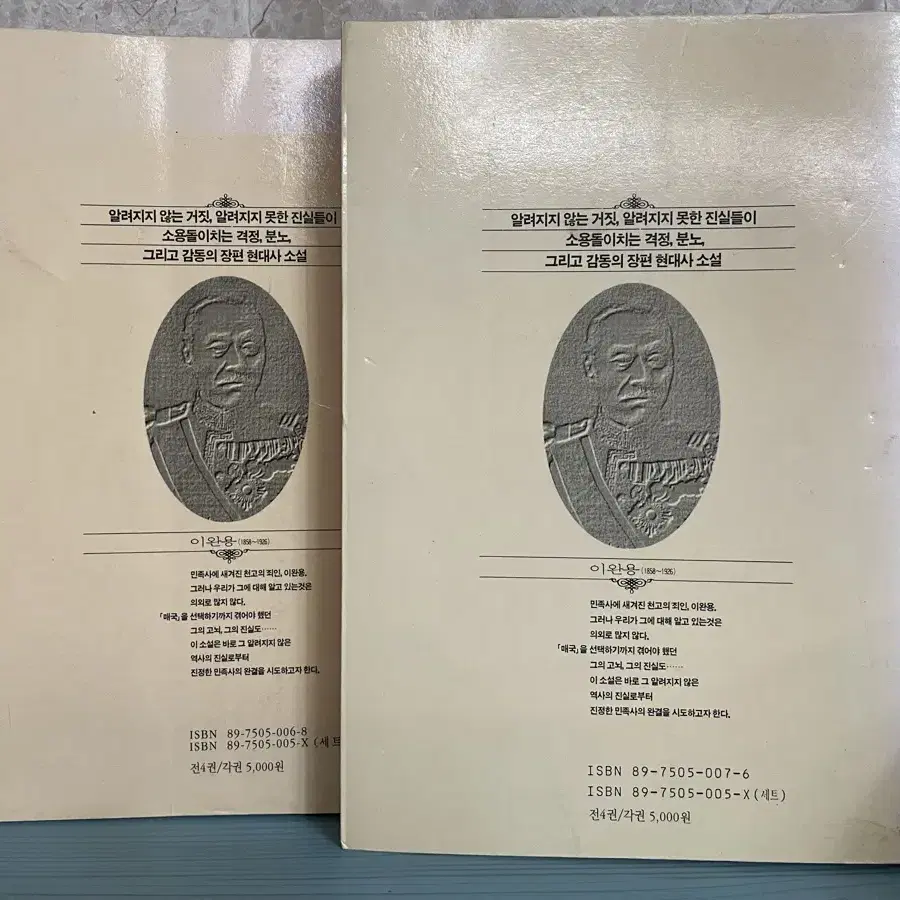 알려지지 않는 거짓, 알려지지 못한 진실들이
소용돌이치는 격정, 분노,
그리고 감동의 장편 현대사 소설
이완용(1858~1926)
민족사에 새겨진 천고의 죄인, 이완용.
그러나 우리가 그에 대해 알고 있는것은
의외로 많지 않다.
「매국」을 선택하기까지 겪어야 했던
그의 고뇌, 그의 진실도……
이 소설은 바로 그 알려지지 않은
역사의 진실로부터
진정한 민족사의 완결을 시도하고자 한다.
ISBN 89-7505-006-8
ISBN 89-7505-005-X (세트
전4권/각권 5,000원
알려지지 않는 거짓, 알려지지 못한 진실들이
소용돌이치는 격정, 분노,
그리고 감동의 장편 현대사 소설
이완용(1858~1926)
민족사에 새겨진 천고의 죄인, 이완용.
그러나 우리가 그에 대해 알고 있는것은
의외로 많지 않다.
「매국」을 선택하기까지 겪어야 했던
그의 고뇌, 그의 진실도……
이 소설은 바로 그 알려지지 않은
역사의 진실로부터
진정한 민족사의 완결을 시도하고자 한다.
ISBN 89-7505-007-6
ISBN 89-7505-005-X(세트)
전4권/각권 5,000원